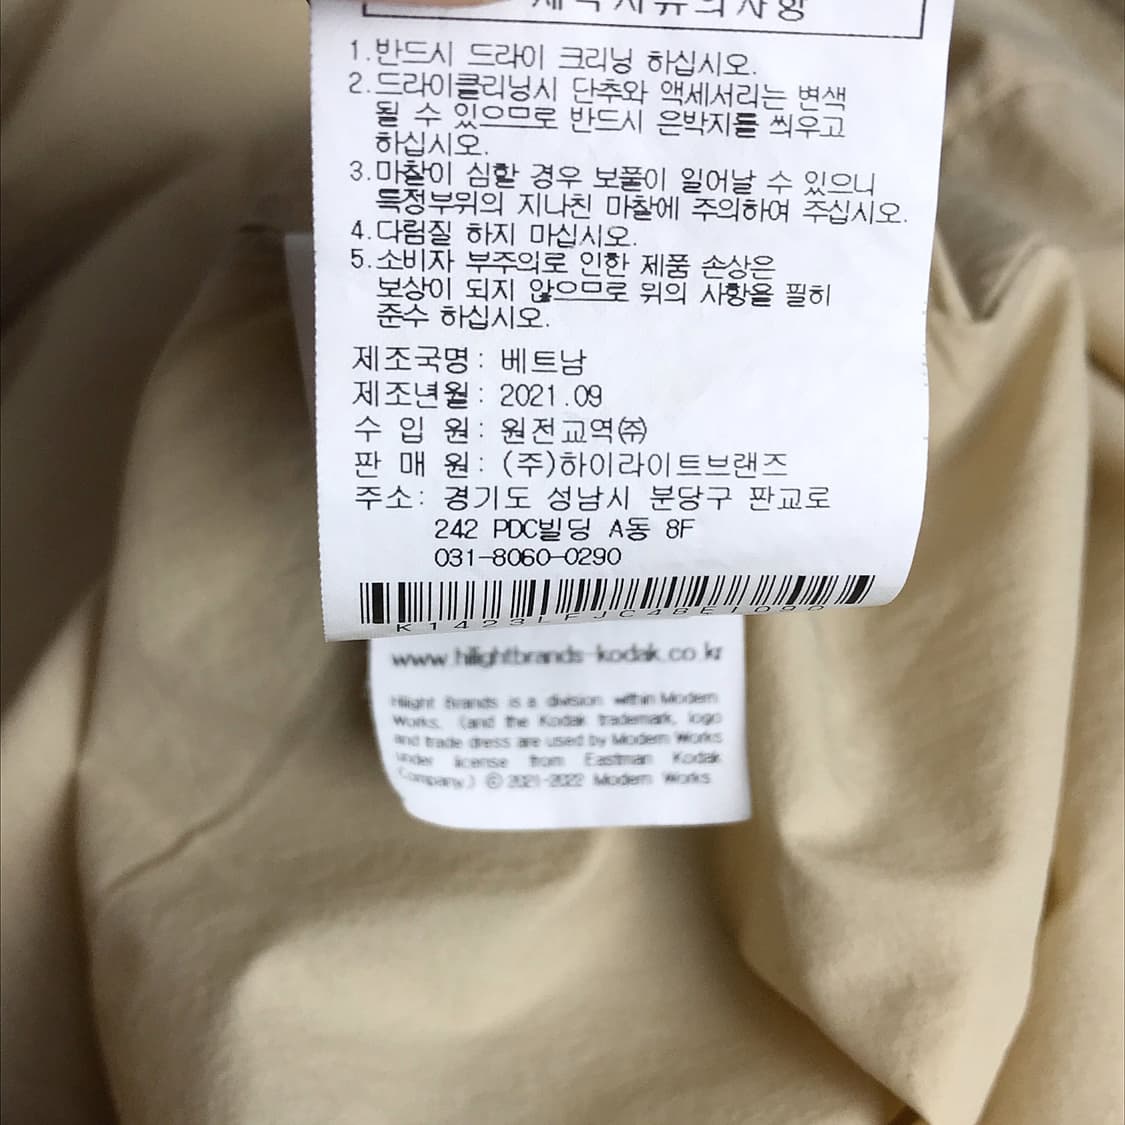 세탁시유의사항
1.반드시 드라이 크리닝 하십시오.
2.드라이클리닝시 단추와 액세서리는 변색
될 수 있으므로 반드시 은박지를 씌우고
하십시오.
3.마찰이 심할 경우 보풀이 일어날 수 있으니
특정부위의 지나친 마찰에 주의하여 주십시오.
4.다림질 하지 마십시오.
5.소비자 부주의로 인한 제품 손상은
보상이 되지 않으므로 위의 사항을 필히
준수 하십시오.
제조국명: 베트남
제조년월: 2021.09
수 입 원: 원전교역㈜
판 매 원: (주)하이라이트브랜즈
주소: 경기도 성남시 분당구 판교로
242 PDC빌딩 A동 8F
031-8060-0290
www.hilightbrands-kodak.co.kr
Hilight Brands is a division within Modern
Works. (and the Kodak trademark, logo
and trade dress are used by Modern Works
under license from Eastman Kodak
Company.) ⓒ 2021-2022 Modern Works